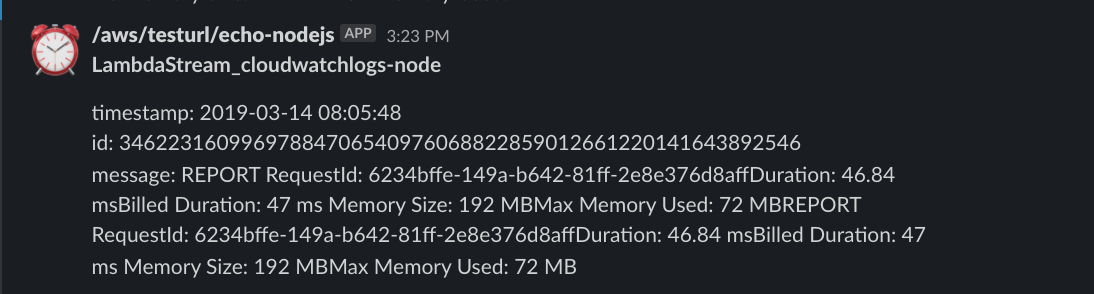 /aws/testurl/echo-nodejs APP 3:23 PM
LambdaStream_cloudwatchlogs-node
timestamp: 2019-03-14 08:05:48
id: 34622316099697884706540976068822859012661220141643892546
message: REPORT RequestId: 6234bffe-149a-b642-81ff-2e8e376d8affDuration: 46.84
msBilled Duration: 47 ms Memory Size: 192 MBMax Memory Used: 72 MBREPORT
RequestId: 6234bffe-149a-b642-81ff-2e8e376d8affDuration: 46.84 msBilled Duration: 47
ms Memory Size: 192 MBMax Memory Used: 72 MB